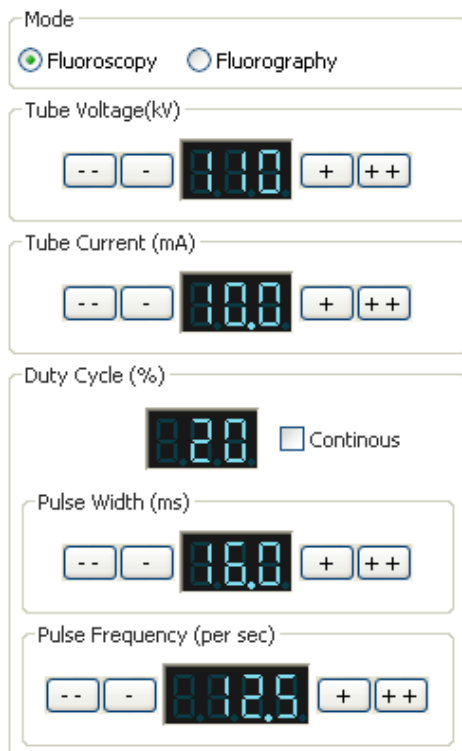 Mode
Fluoroscopy Fluorography
Tube Voltage(kV)
-- - 110 + ++
Tube Current (mA)
-- - 10.0 + ++
Duty Cycle (%)
20 Continous
Pulse Width (ms)
-- - 16.0 + ++
Pulse Frequency (per sec)
-- - 12.5 + ++